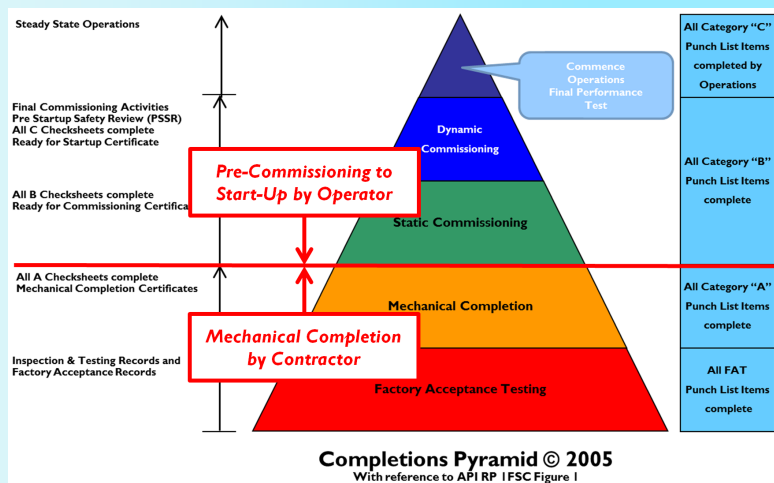 Steady State Operations
Final Commissioning Activities
Pre Startup Safety Review (PSSR)
All C Checksheets complete
Ready for Startup Certificate
All B Checksheets complete
Ready for Commissioning Certifica
All A Checksheets complete
Mechanical Completion Certificates
Inspection & Testing Records and
Factory Acceptance Records
Pre-Commissioning to
Start-Up by Operator
Mechanical Completion
by Contractor
Commence
Operations
Final Performance
Test
Dynamic
Commissioning
Static Commissioning
Mechanical Completion
Factory Acceptance Testing
All Category “C”
Punch List Items
completed by
Operations
All Category “B”
Punch List Items
complete
All Category “A”
Punch List Items
complete
All FAT
Punch List Items
complete
Completions Pyramid © 2005
With reference to API RP 1FSC Figure 1